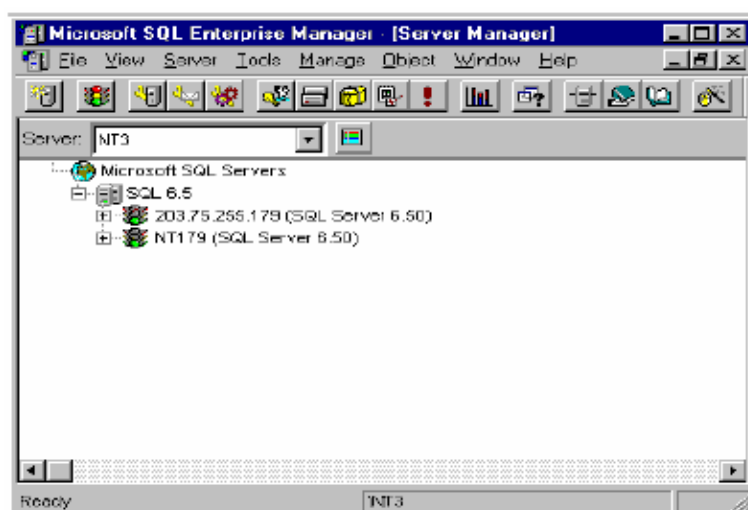 Microsoft SQL Enterprise Manager - [Server Manager]
File View Server Tools Manage Object Window Help
Server: NT3
Microsoft SQL Servers
SQL 6.5
203.75.255.179 (SQL Server 6.50)
NT179 (SQL Server 6.50)
Ready NT3